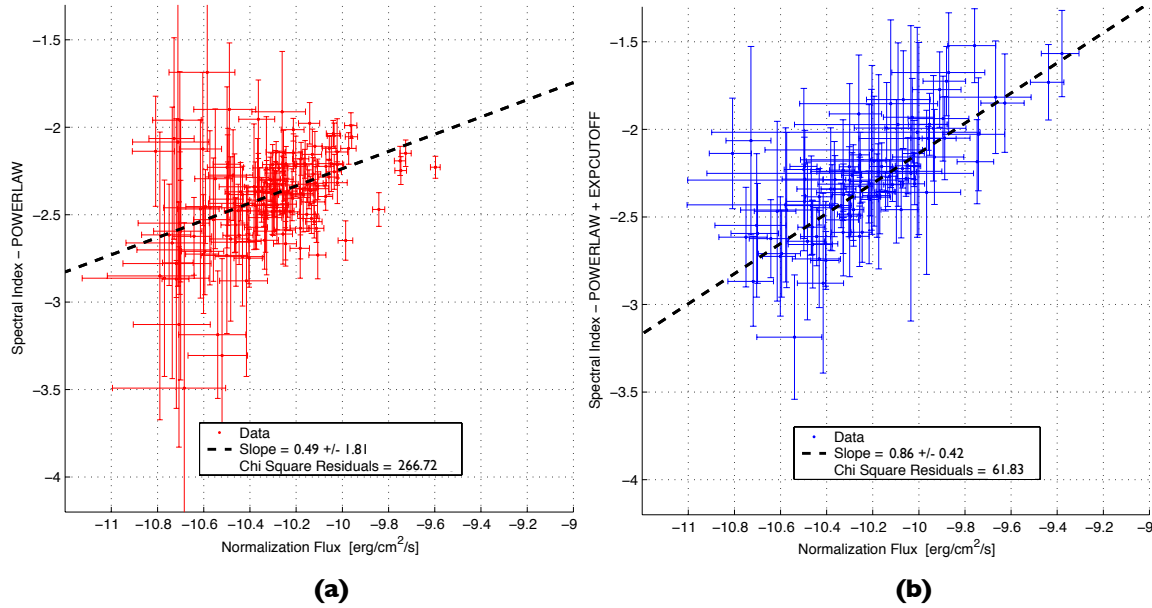 Spectral Index − POWERLAW
−1.5
−2
−2.5
−3
−3.5
−4
−11
−10.8
−10.6
−10.4
−10.2
−10
−9.8
−9.6
−9.4
−9.2
−9
Normalization Flux [erg/cm²/s]
Data
Slope = 0.49 +/- 1.81
Chi Square Residuals = 266.72
(a)
Spectral Index − POWERLAW + EXPCUTOFF
−1.5
−2
−2.5
−3
−3.5
−4
−11
−10.8
−10.6
−10.4
−10.2
−10
−9.8
−9.6
−9.4
−9.2
−9
Normalization Flux [erg/cm²/s]
Data
Slope = 0.86 +/- 0.42
Chi Square Residuals = 61.83
(b)